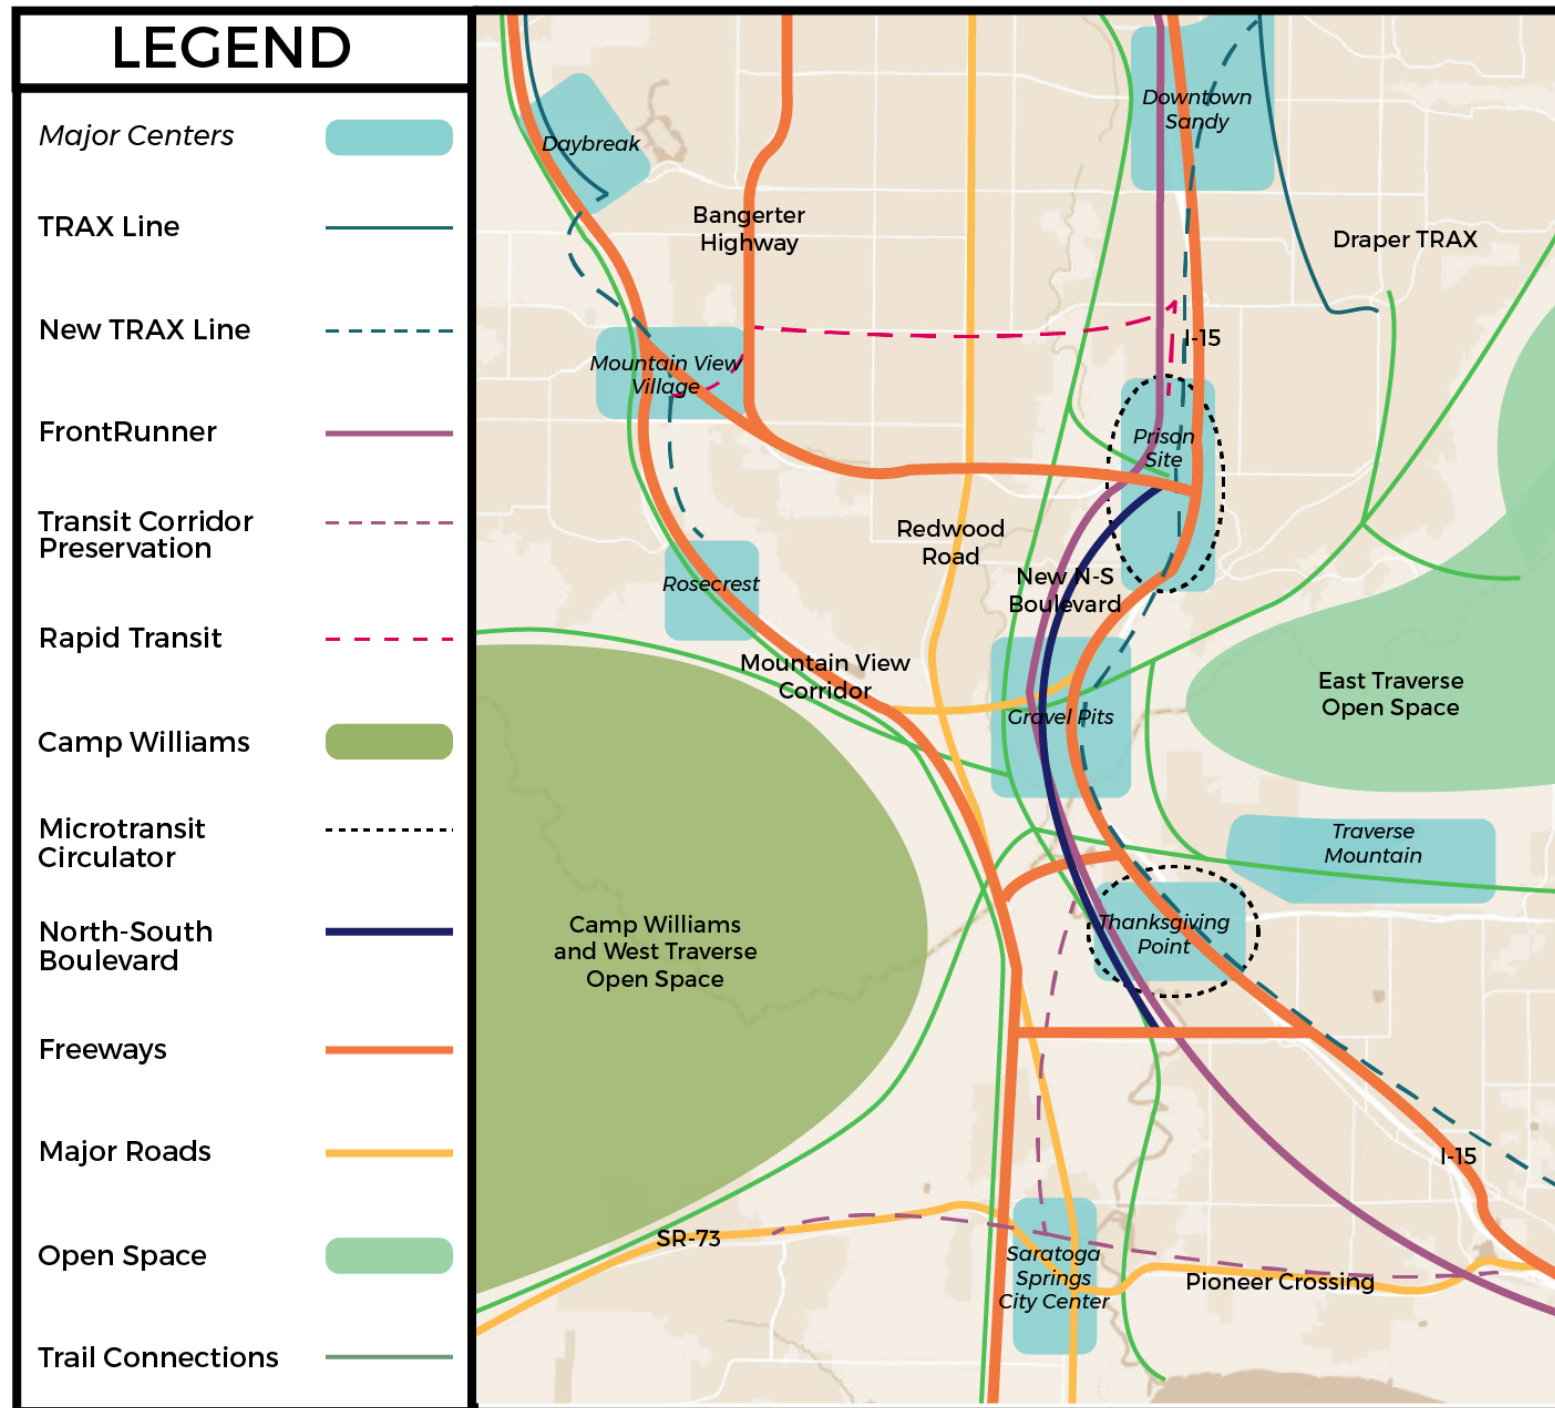 LEGEND
Major Centers
TRAX Line
New TRAX Line
FrontRunner
Transit Corridor
Preservation
Rapid Transit
Camp Williams
Microtransit
Circulator
North-South
Boulevard
Freeways
Major Roads
Open Space
Trail Connections
Downtown
Sandy
Daybreak
Bangerter
Highway
Draper TRAX
I-15
Mountain View
Village
Prison
Site
Redwood
Road
New N-S
Boulevard
Rosecrest
Mountain View
Corridor
East Traverse
Open Space
Gravel Pits
Traverse
Mountain
Camp Williams
and West Traverse
Open Space
Thanksgiving
Point
I-15
SR-73
Saratoga
Springs
City Center
Pioneer Crossing